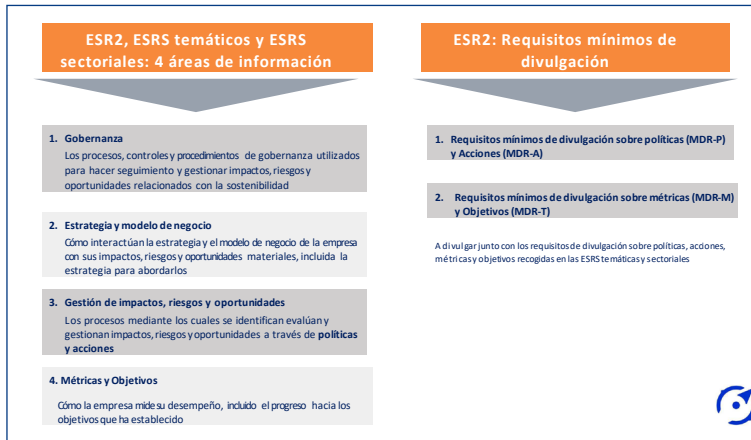 ESR2, ESRS temáticos y ESRS
sectoriales: 4 áreas de información
1. Gobernanza
Los procesos, controles y procedimientos de gobernanza utilizados
para hacer seguimiento y gestionar impactos, riesgos y
oportunidades relacionados con la sostenibilidad
2. Estrategia y modelo de negocio
Cómo interactúan la estrategia y el modelo de negocio de la empresa
con sus impactos, riesgos y oportunidades materiales, incluida la
estrategia para abordarlos
3. Gestión de impactos, riesgos y oportunidades
Los procesos mediante los cuales se identifican evalúan y
gestionan impactos, riesgos y oportunidades a través de políticas
y acciones
4. Métricas y Objetivos
Cómo la empresa mide su desempeño, incluido el progreso hacia los
objetivos que ha establecido
ESR2: Requisitos mínimos de
divulgación
1. Requisitos mínimos de divulgación sobre políticas (MDR-P)
y Acciones (MDR-A)
2. Requisitos mínimos de divulgación sobre métricas (MDR-M)
y Objetivos (MDR-T)
A divulgar junto con los requisitos de divulgación sobre políticas, acciones,
métricas y objetivos recogidas en las ESRS temáticas y sectoriales